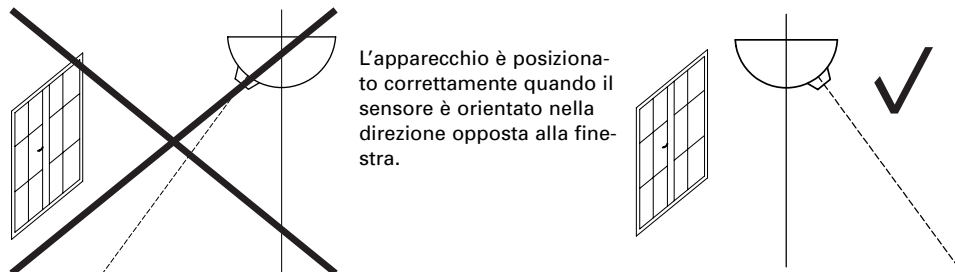 L'apparecchio è posiziona-
to correttamente quando il
sensore è orientato nella
direzione opposta alla fine-
stra.